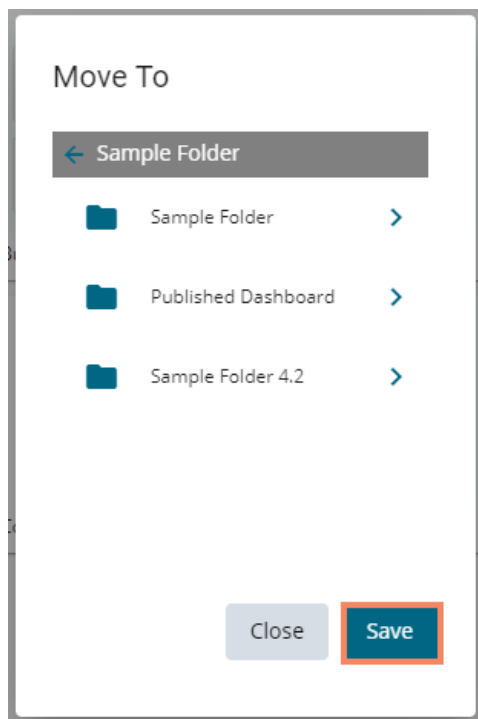 Move To
Sample Folder
Sample Folder
Published Dashboard
Sample Folder 4.2
Close
Save